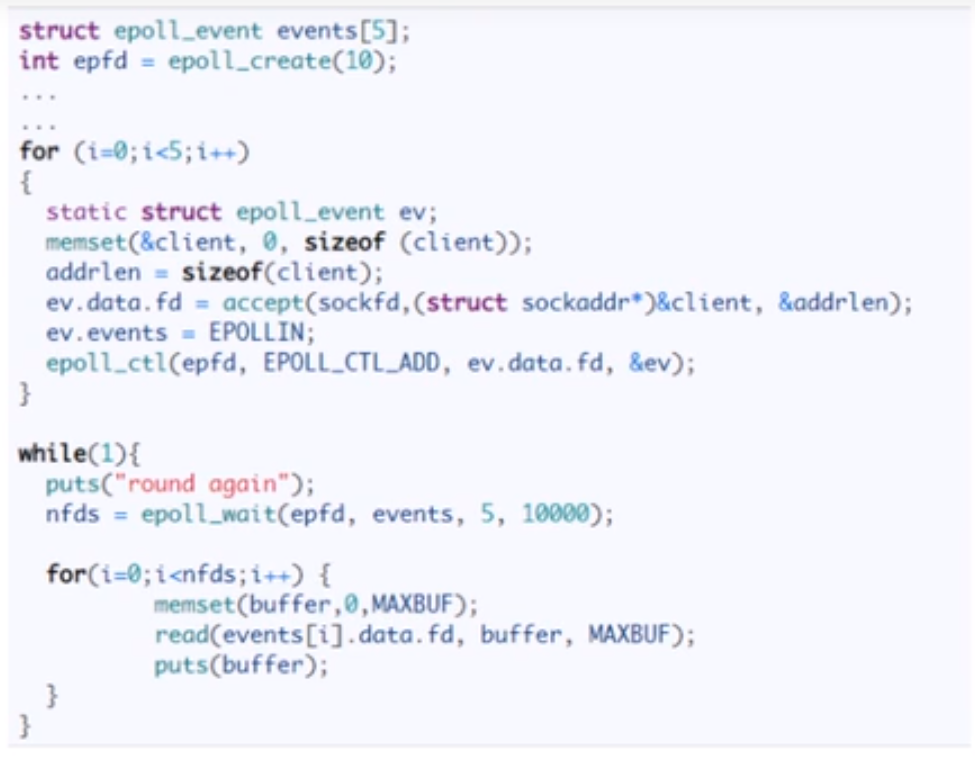 struct epoll_event events[5];
int epfd = epoll_create(10);
...
...
for (i=0;i<5;i++)
{
  static struct epoll_event ev;
  memset(&client, 0, sizeof (client));
  addrlen = sizeof(client);
  ev.data.fd = accept(sockfd,(struct sockaddr*)&client, &addrlen);
  ev.events = EPOLLIN;
  epoll_ctl(epfd, EPOLL_CTL_ADD, ev.data.fd, &ev);
}

while(1){
  puts("round again");
  nfds = epoll_wait(epfd, events, 5, 10000);

  for(i=0;i<nfds;i++) {
          memset(buffer,0,MAXBUF);
          read(events[i].data.fd, buffer, MAXBUF);
          puts(buffer);
  }
}